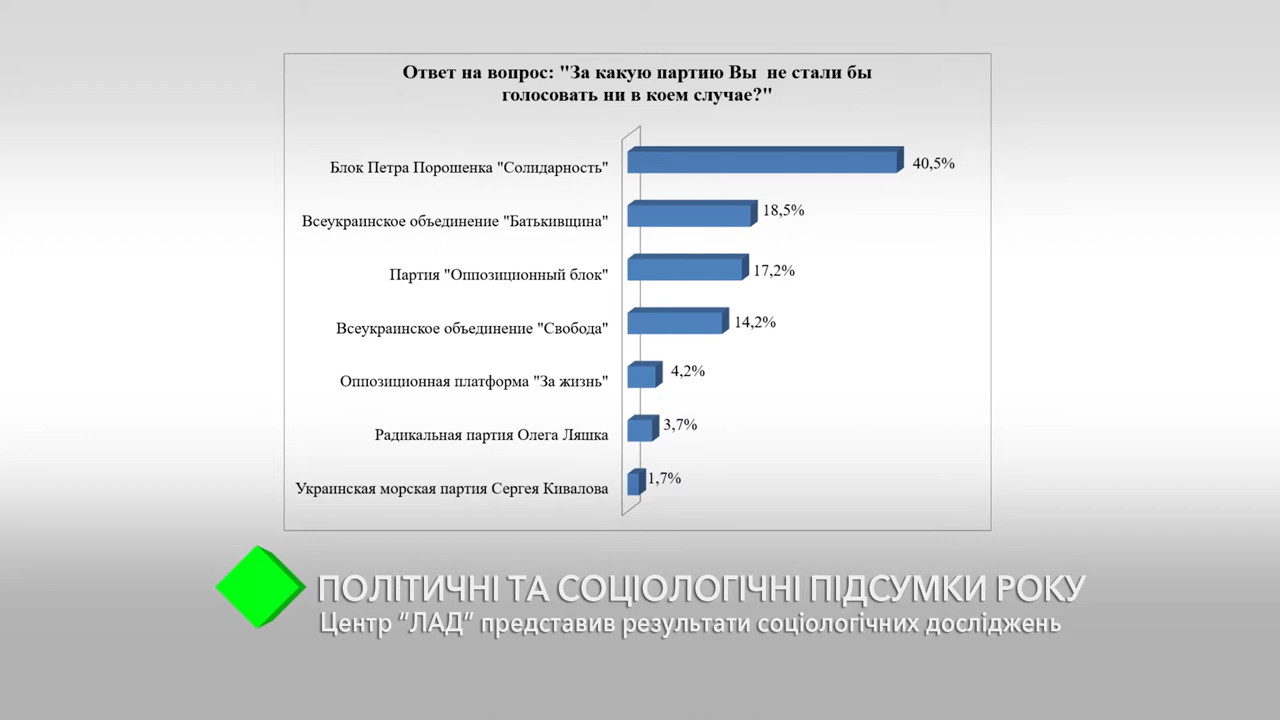 Ответ на вопрос: "За какую партию Вы не стали бы
голосовать ни в коем случае?"
Блок Петра Порошенка "Солидарность" 40,5%
Всеукраинское объединение "Батькивщина" 18,5%
Партия "Оппозиционный блок" 17,2%
Всеукраинское объединение "Свобода" 14,2%
Оппозиционная платформа "За жизнь" 4,2%
Радикальная партия Олега Ляшка 3,7%
Украинская морская партия Сергея Кивалова 1,7%
ПОЛІТИЧНІ ТА СОЦІОЛОГІЧНІ ПІДСУМКИ РОКУ
Центр "ЛАД" представив результати соціологічних досліджень